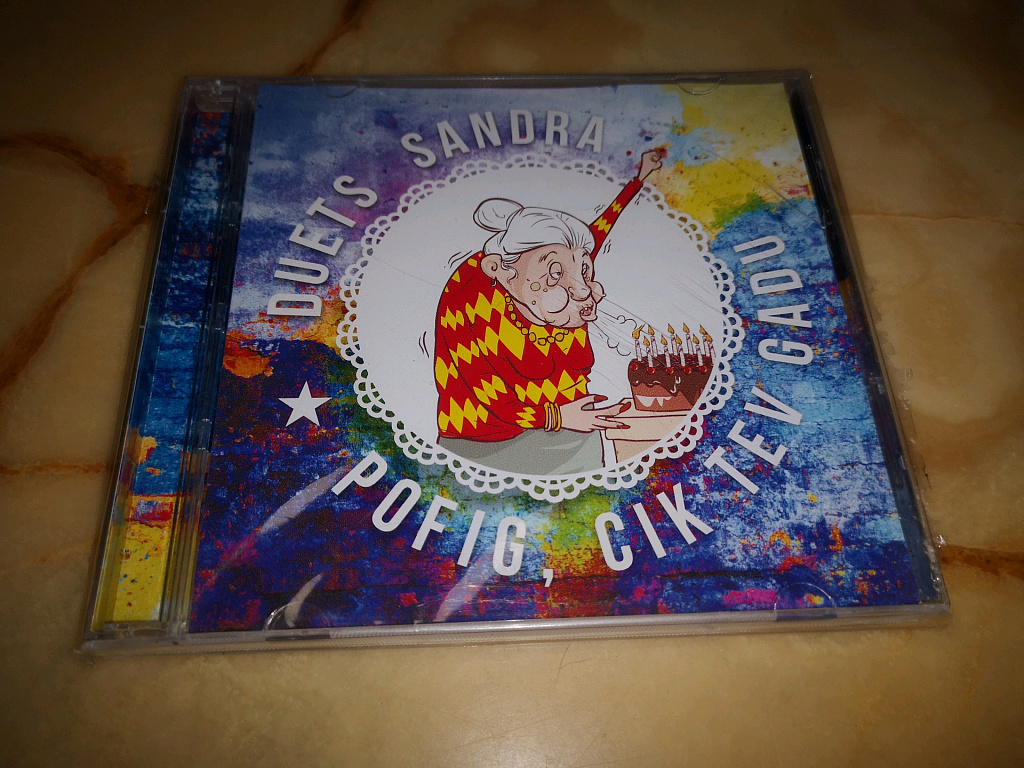 DUETS SANDRA
★ POFIG, CIK TEV GADU